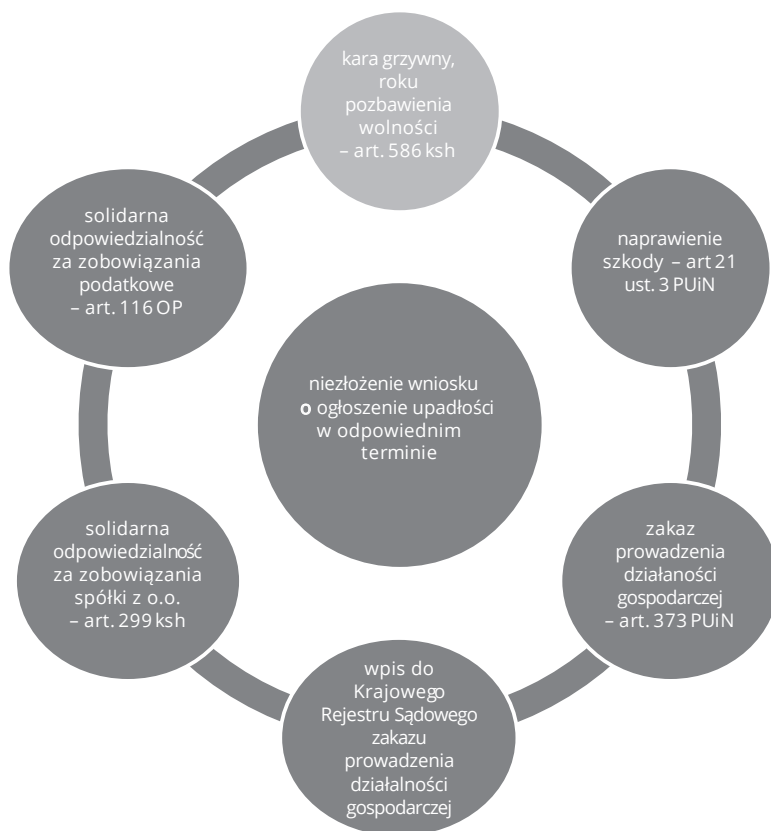 kara grzywny,
roku
pozbawienia
wolności
– art. 586 ksh
solidarna
odpowiedzialność
za zobowiązania
podatkowe
– art. 116 OP
naprawienie
szkody – art 21
ust. 3 PUiN
niezłożenie wniosku
o ogłoszenie upadłości
w odpowiednim
terminie
solidarna
odpowiedzialność
za zobowiązania
spółki z o.o.
– art. 299 ksh
zakaz
prowadzenia
działaności
gospodarczej
– art. 373 PUiN
wpis do
Krajowego
Rejestru Sądowego
zakazu
prowadzenia
działalności
gospodarczej